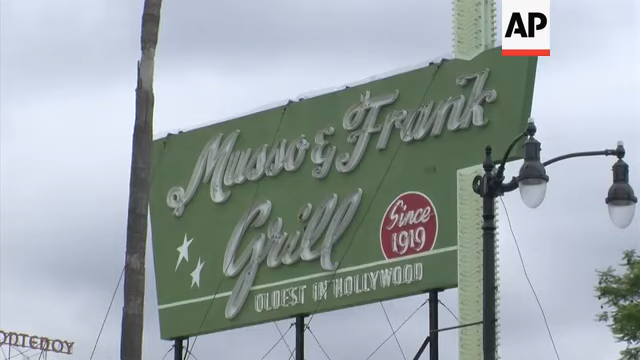 AP
Musso & Frank
Grill
Since
1919
OLDEST IN HOLLYWOOD